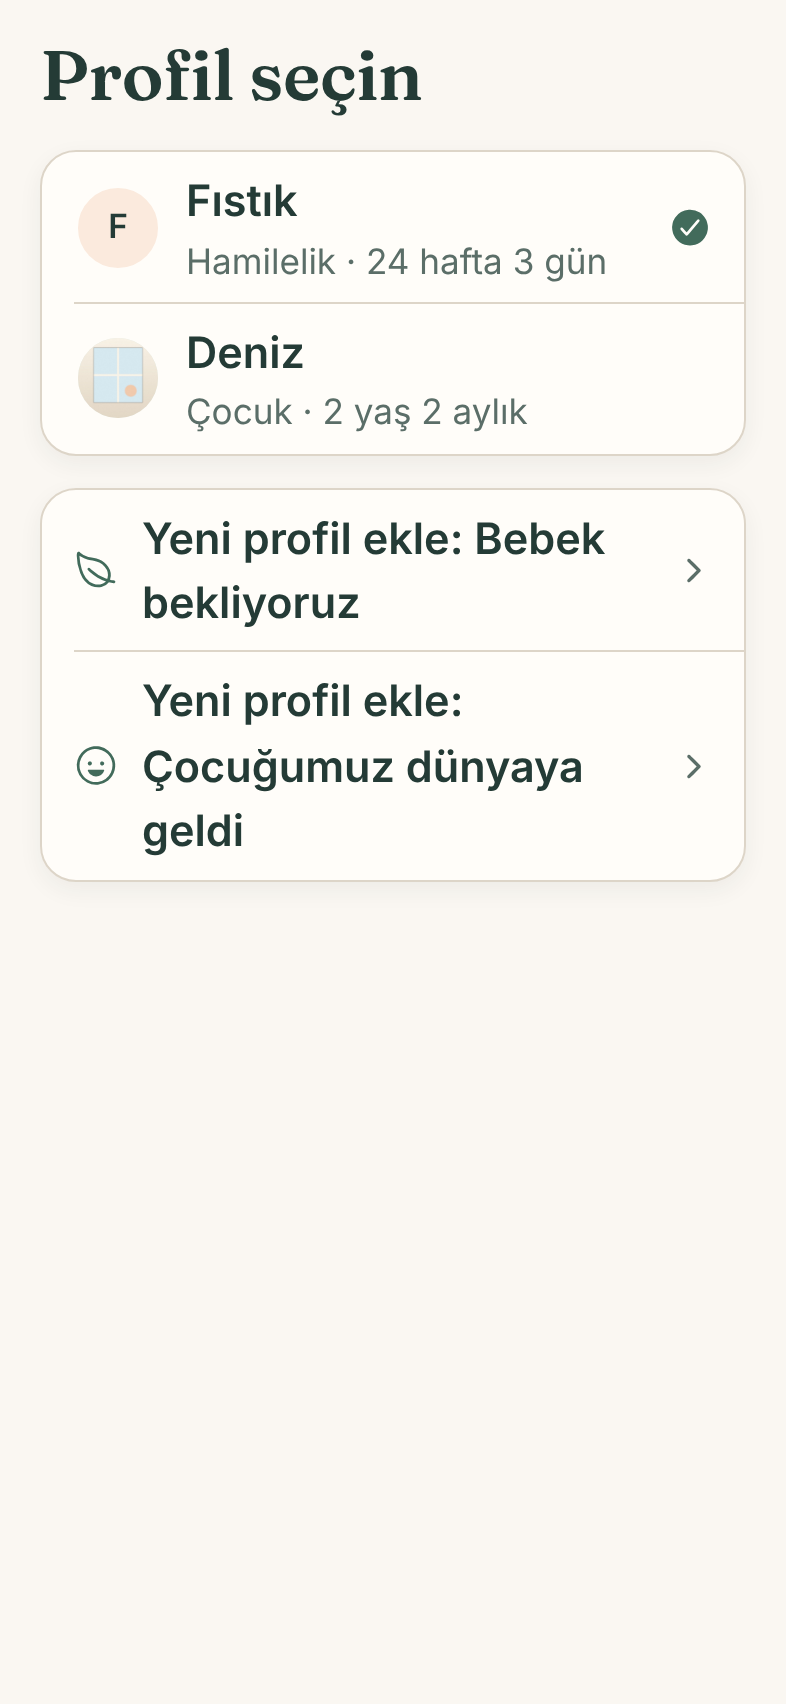 Profil seçin
F
Fıstık
Hamilelik · 24 hafta 3 gün
Deniz
Çocuk · 2 yaş 2 aylık
Yeni profil ekle: Bebek
bekliyoruz
Yeni profil ekle:
Çocuğumuz dünyaya
geldi